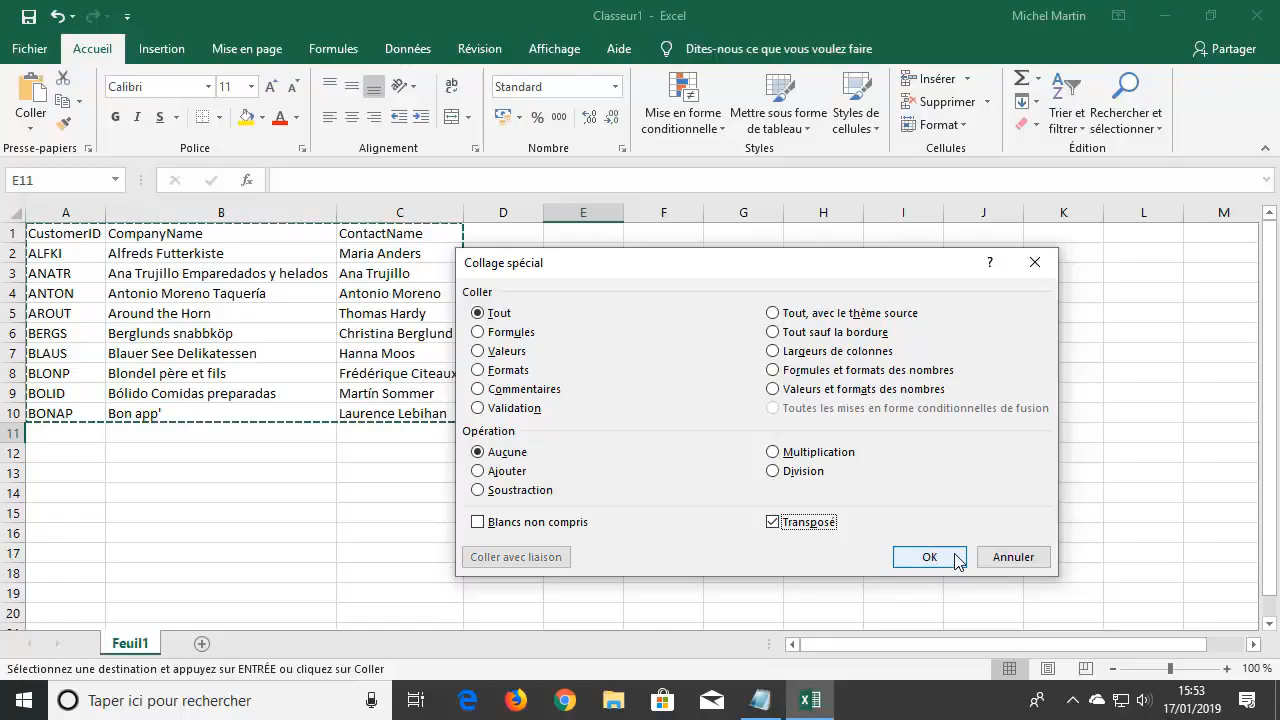 Classeur1 - Excel
Michel Martin
Fichier Accueil Insertion Mise en page Formules Données Révision Affichage Aide Dites-nous ce que vous voulez faire Partager
Coller
Presse-papiers
Calibri 11
G I S
Police
Alignement
Standard
% 000
Nombre
Mise en forme conditionnelle
Mettre sous forme de tableau
Styles de cellules
Styles
Insérer
Supprimer
Format
Cellules
Trier et filtrer
Rechercher et sélectionner
Édition
E11
fx
A B C D E F G H I J K L M
1 CustomerID CompanyName ContactName
2 ALFKI Alfreds Futterkiste Maria Anders
3 ANATR Ana Trujillo Emparedados y helados Ana Trujillo
4 ANTON Antonio Moreno Taquería Antonio Moreno
5 AROUT Around the Horn Thomas Hardy
6 BERGS Berglunds snabbköp Christina Berglund
7 BLAUS Blauer See Delikatessen Hanna Moos
8 BLONP Blondel père et fils Frédérique Citeaux
9 BOLID Bólido Comidas preparadas Martín Sommer
10 BONAP Bon app' Laurence Lebihan
11
12
13
14
15
16
17
18
19
20
Collage spécial
?
Coller
Tout
Formules
Valeurs
Formats
Commentaires
Validation
Tout, avec le thème source
Tout sauf la bordure
Largeurs de colonnes
Formules et formats des nombres
Valeurs et formats des nombres
Toutes les mises en forme conditionnelles de fusion
Opération
Aucune
Ajouter
Soustraction
Multiplication
Division
Blancs non compris
Transposé
Coller avec liaison
OK
Annuler
Feuil1
Sélectionnez une destination et appuyez sur ENTRÉE ou cliquez sur Coller
100 %
Taper ici pour rechercher
15:53
17/01/2019